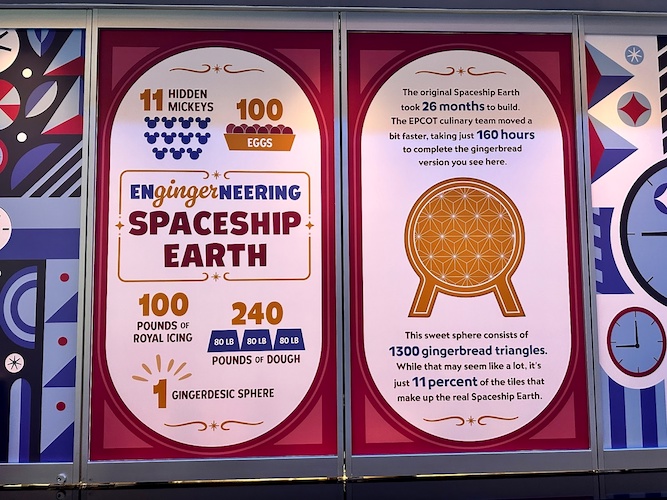 11 HIDDEN
MICKEYS
100
EGGS
ENgingerNEERING
SPACESHIP
EARTH
100
POUNDS OF
ROYAL ICING
240
80 LB 80 LB 80 LB
POUNDS OF DOUGH
1 GINGERDESIC SPHERE
The original Spaceship Earth
took 26 months to build.
The EPCOT culinary team moved a
bit faster, taking just 160 hours
to complete the gingerbread
version you see here.
This sweet sphere consists of
1300 gingerbread triangles.
While that may seem like a lot, it's
just 11 percent of the tiles that
make up the real Spaceship Earth.